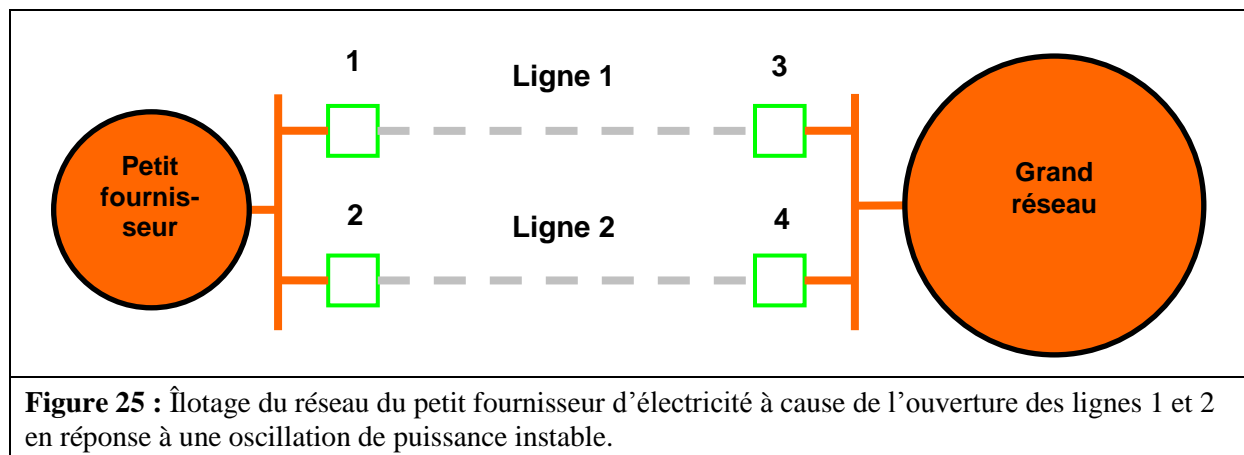 1
Ligne 1
3
Petit
fournis-
seur
Grand
réseau
2
Ligne 2
4
Figure 25 : Îlotage du réseau du petit fournisseur d’électricité à cause de l’ouverture des lignes 1 et 2
en réponse à une oscillation de puissance instable.